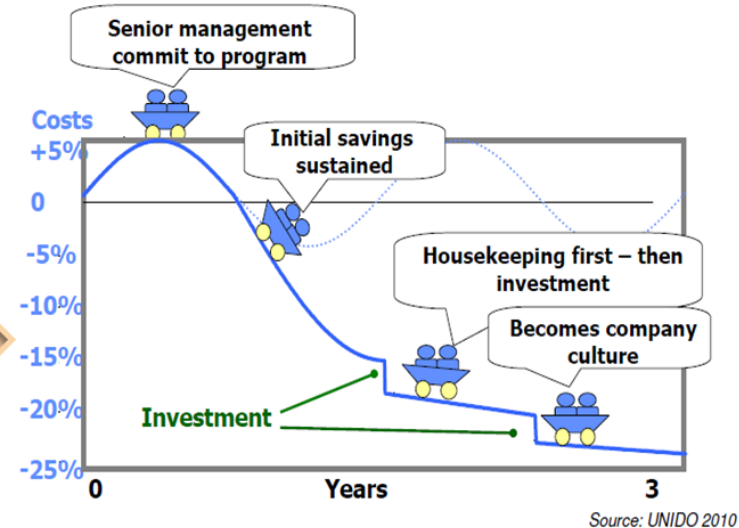 Senior management
commit to program
Costs
+5%
Initial savings
sustained
0
-5%
Housekeeping first – then
investment
-10%
Becomes company
culture
-15%
-20%
Investment
-25%
0
Years
3
Source: UNIDO 2010